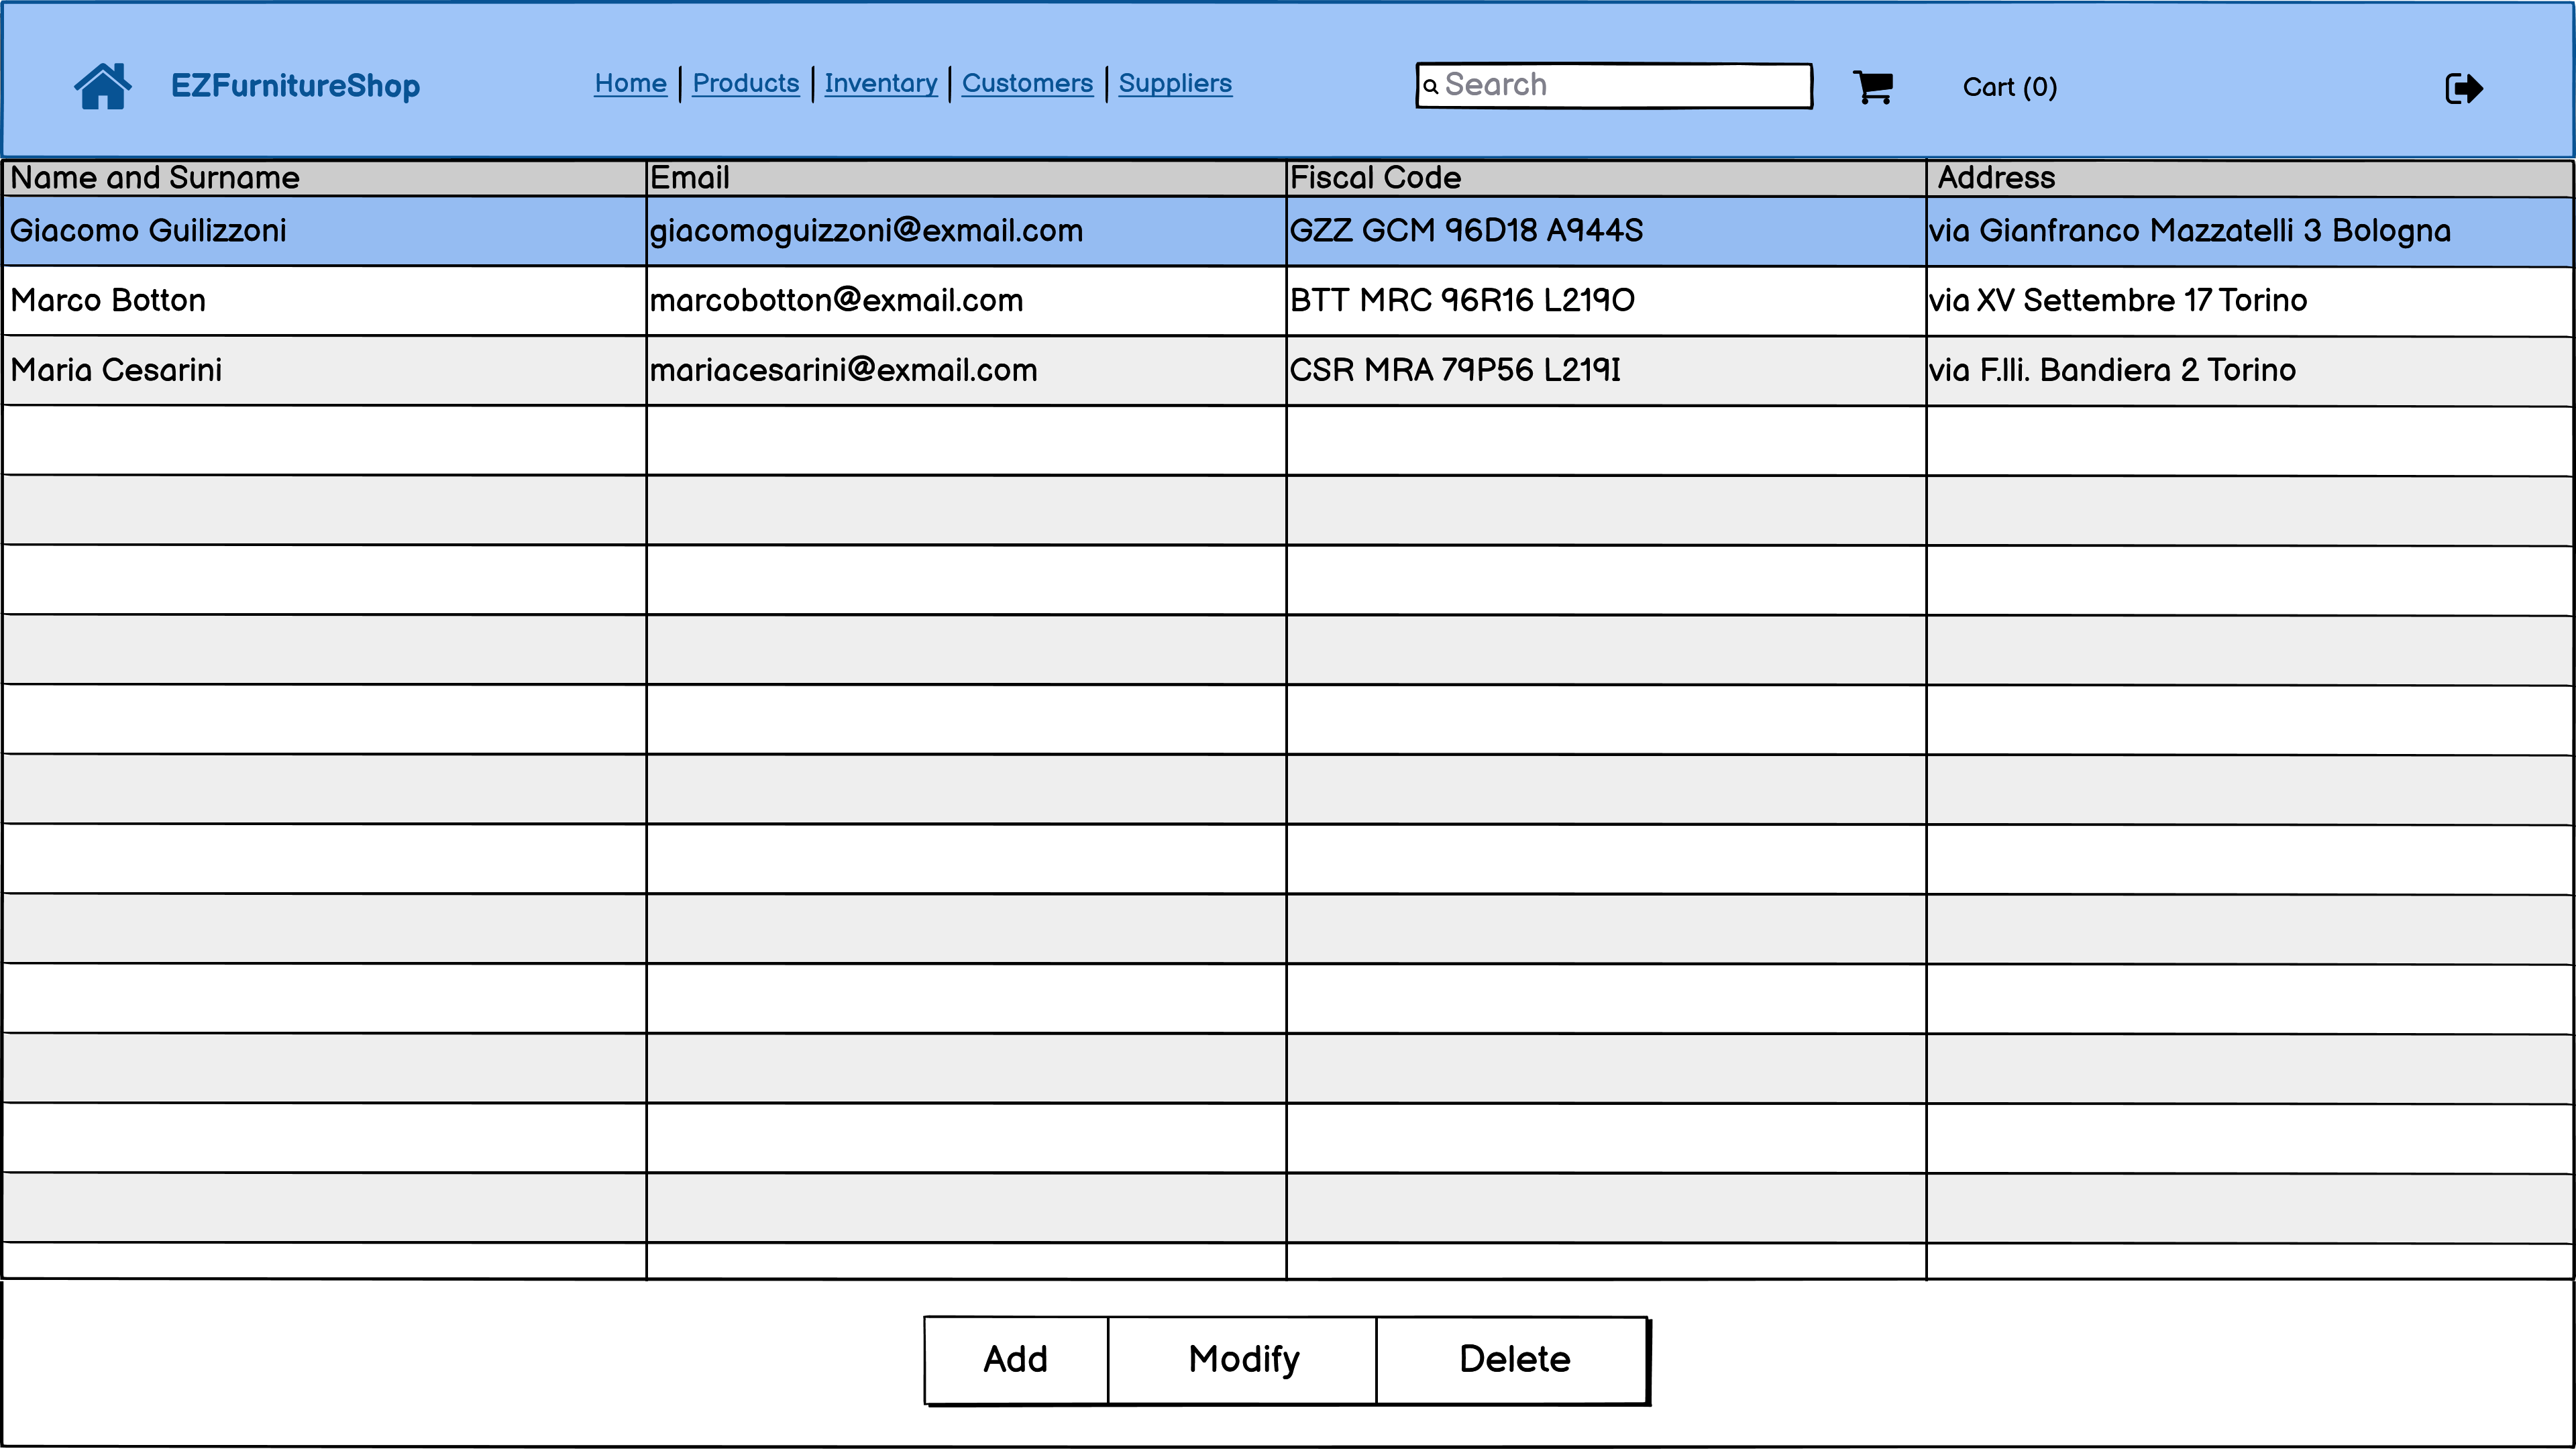 EZFurnitureShop
Home | Products | Inventory | Customers | Suppliers
Search
Cart (0)
Name and Surname Email Fiscal Code Address
Giacomo Guilizzoni giacomoguizzoni@exmail.com GZZ GCM 96D18 A944S via Gianfranco Mazzatelli 3 Bologna
Marco Botton marcobotton@exmail.com BTT MRC 96R16 L219O via XV Settembre 17 Torino
Maria Cesarini mariacesarini@exmail.com CSR MRA 79P56 L219I via F.lli. Bandiera 2 Torino
Add Modify Delete